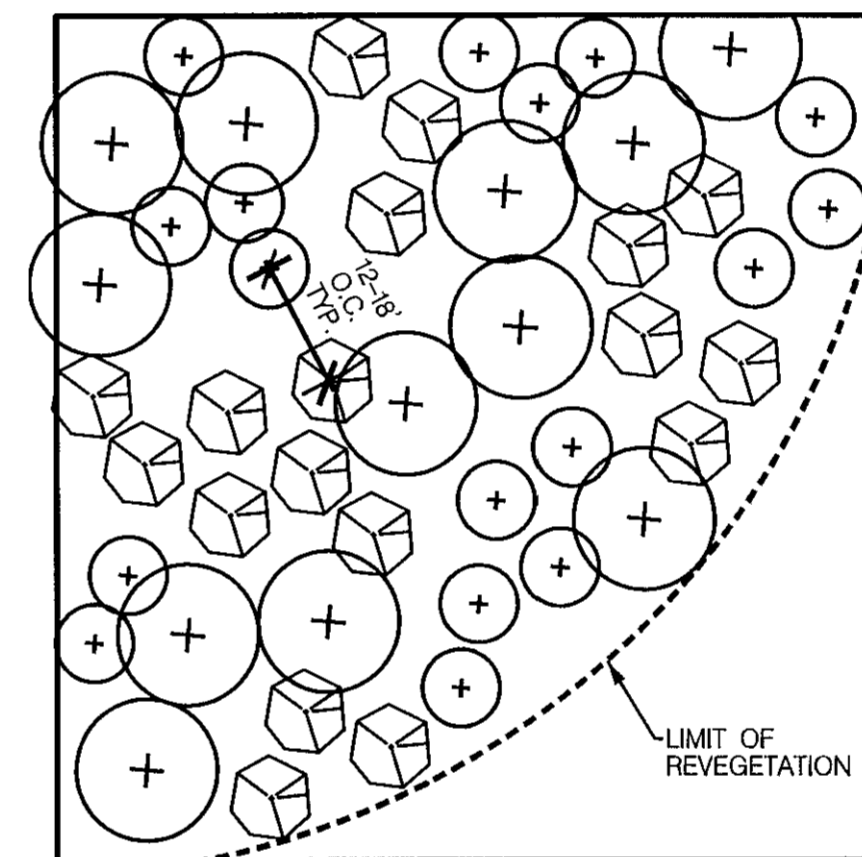 12-18'
O.C.
TYP.
LIMIT OF
REVEGETATION